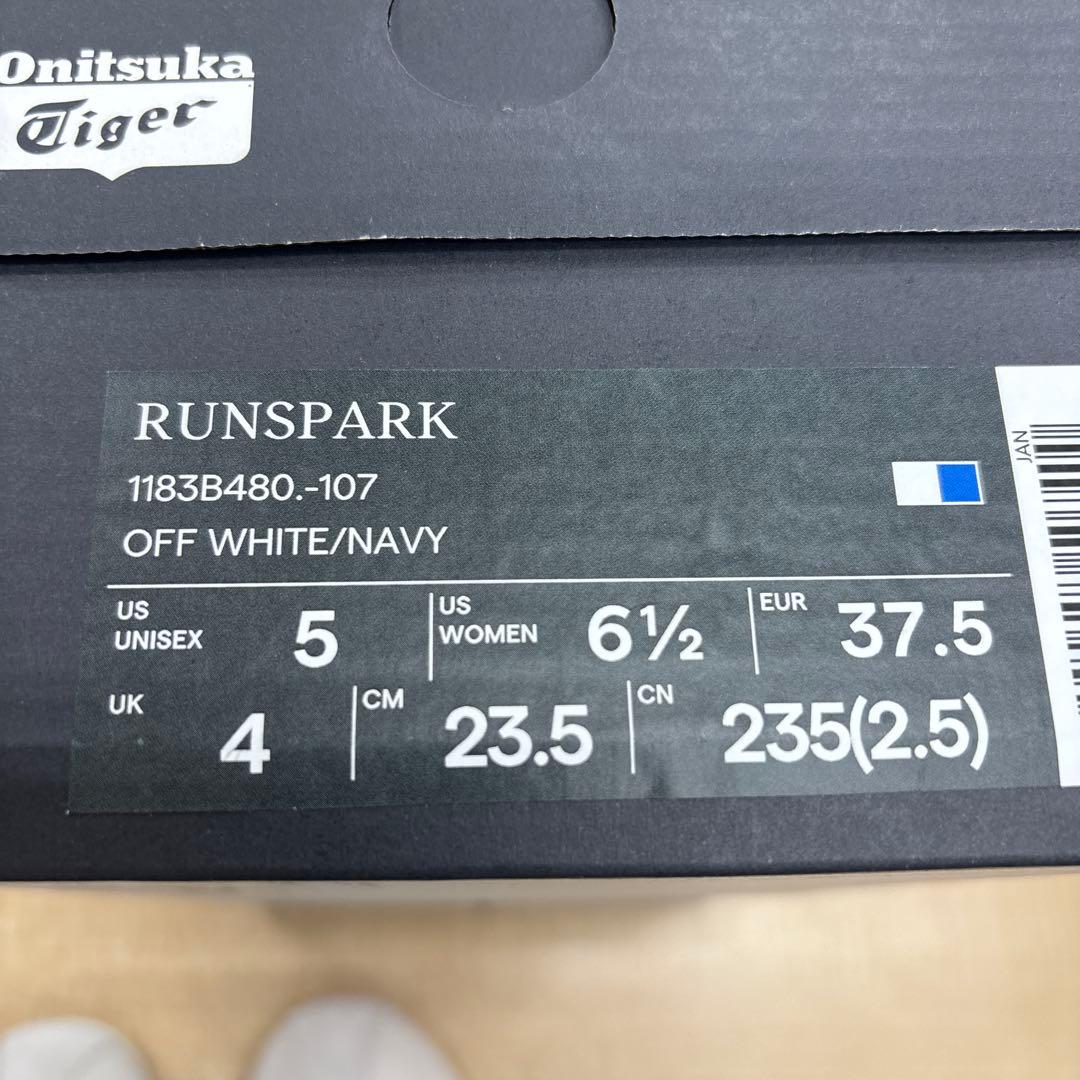 Onitsuka
Tiger
RUNSPARK
1183B480.-107
OFF WHITE/NAVY
US UNISEX 5 US WOMEN 6½ EUR 37.5
UK 4 CM 23.5 CN 235(2.5)
JAN